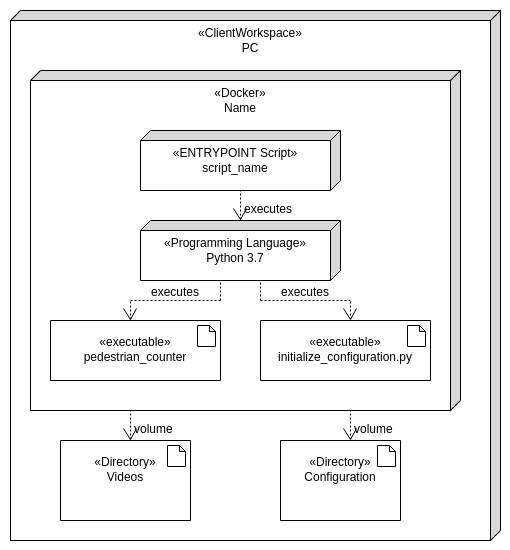 «ClientWorkspace»
PC
«Docker»
Name
«ENTRYPOINT Script»
script_name
executes
«Programming Language»
Python 3.7
executes
executes
«executable»
pedestrian_counter
«executable»
initialize_configuration.py
volume
volume
«Directory»
Videos
«Directory»
Configuration